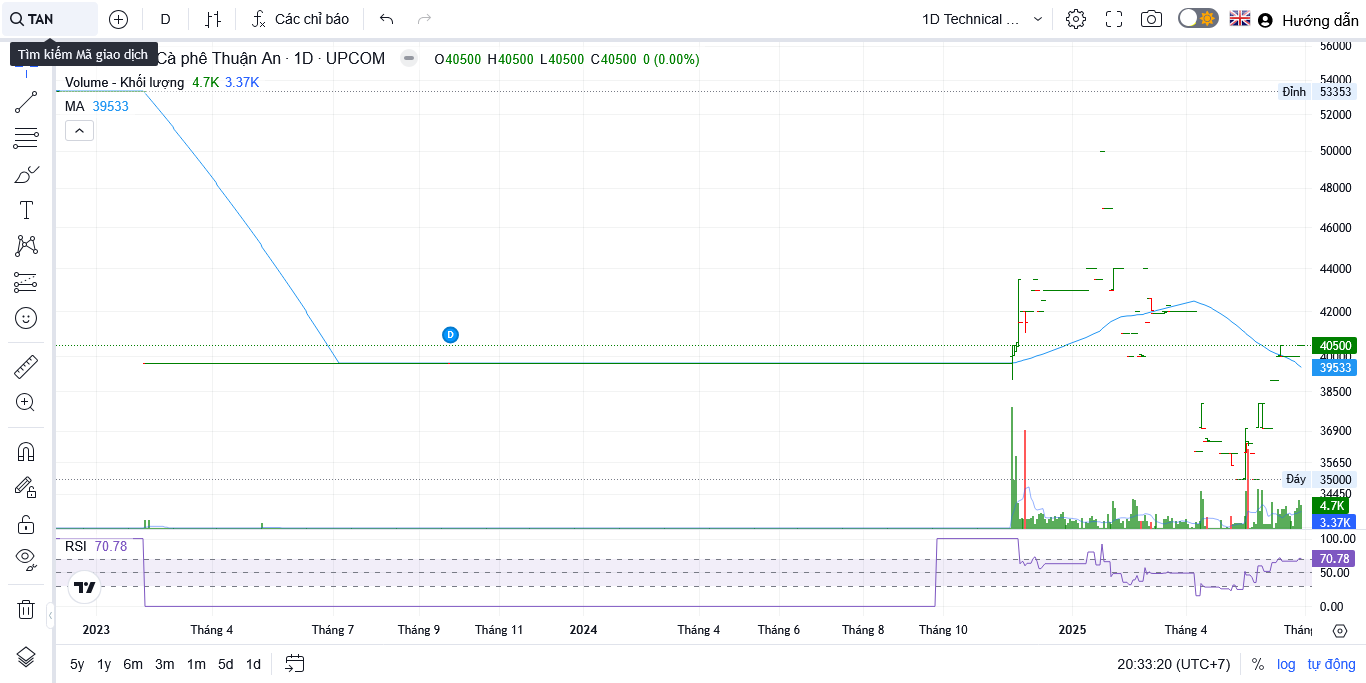 TAN D Các chỉ báo 1D Technical ... Hướng dẫn
Tìm kiếm Mã giao dịch Cà phê Thuận An · 1D · UPCOM O40500 H40500 L40500 C40500 0 (0.00%)
Volume - Khối lượng 4.7K 3.37K
MA 39533
56000
54000
Đỉnh 53353
52000
50000
48000
46000
44000
42000
D
40500
40000
39533
38500
36900
35650
Đáy 35000
34450
4.7K
3.37K
RSI 70.78
100.00
70.78
50.00
0.00
2023 Tháng 4 Tháng 7 Tháng 9 Tháng 11 2024 Tháng 4 Tháng 6 Tháng 8 Tháng 10 2025 Tháng 4
5y 1y 6m 3m 1m 5d 1d 20:33:20 (UTC+7) % log tự động